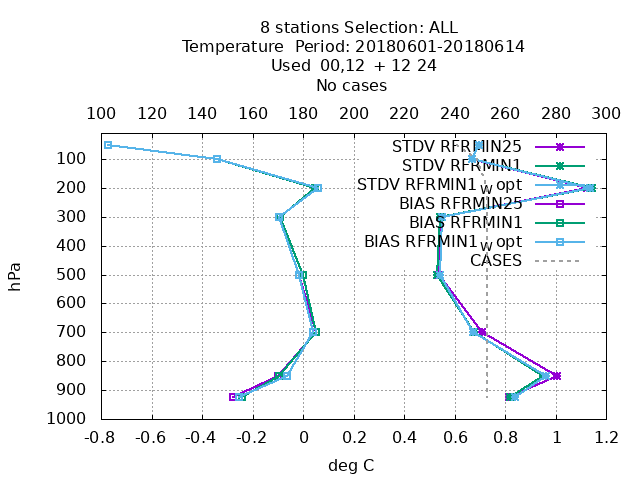 8 stations Selection: ALL
Temperature  Period: 20180601-20180614
Used  00,12  + 12 24
No cases
100 120 140 160 180 200 220 240 260 280 300
STDV RFRMIN25
STDV RFRMIN1
STDV RFRMIN1_w opt
BIAS RFRMIN25
BIAS RFRMIN1
BIAS RFRMIN1_w opt
CASES
hPa
100
200
300
400
500
600
700
800
900
1000
-0.8 -0.6 -0.4 -0.2 0 0.2 0.4 0.6 0.8 1 1.2
deg C